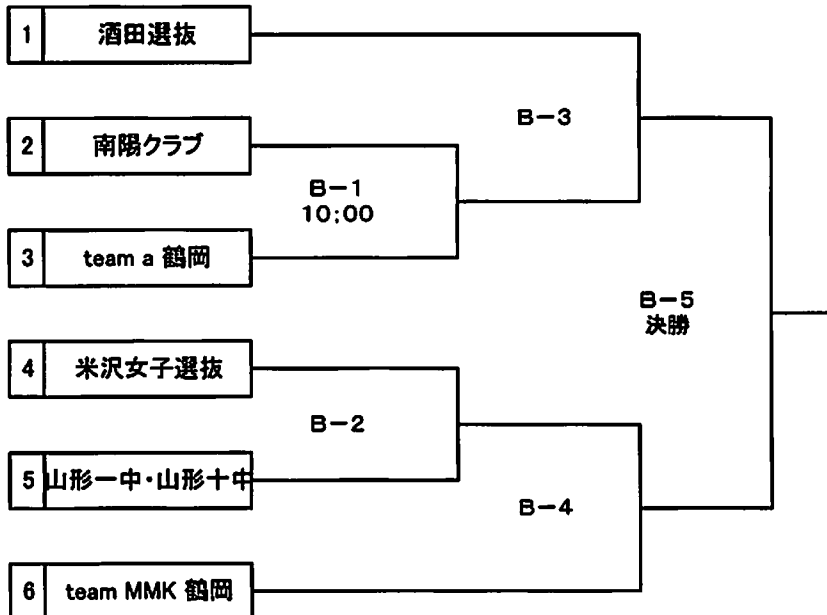 1 酒田選抜
B-3
2 南陽クラブ
B-1
10;00
3 team a 鶴岡
B-5
決勝
4 米沢女子選抜
B-2
5 山形一中・山形十中
B-4
6 team MMK 鶴岡